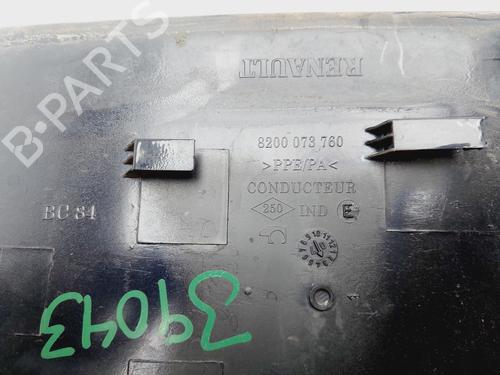 RENAULT
B-Parts
8200 073 760
>PPE/PA<
CONDUCTEUR
BC 84
250 IND E
39043